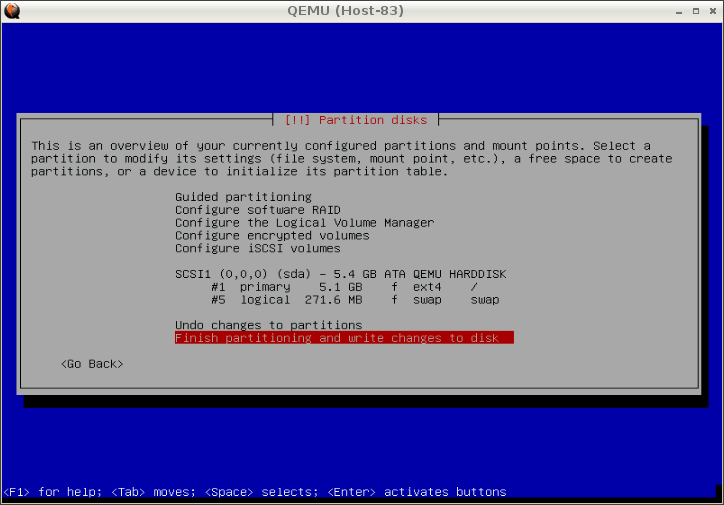 QEMU (Host-83)
[!!] Partition disks
This is an overview of your currently configured partitions and mount points. Select a
partition to modify its settings (file system, mount point, etc.), a free space to create
partitions, or a device to initialize its partition table.
Guided partitioning
Configure software RAID
Configure the Logical Volume Manager
Configure encrypted volumes
Configure iSCSI volumes
SCSI1 (0,0,0) (sda) - 5.4 GB ATA QEMU HARDDISK
#1 primary 5.1 GB f ext4 /
#5 logical 271.6 MB f swap swap
Undo changes to partitions
Finish partitioning and write changes to disk
<Go Back>
<F1> for help; <Tab> moves; <Space> selects; <Enter> activates buttons